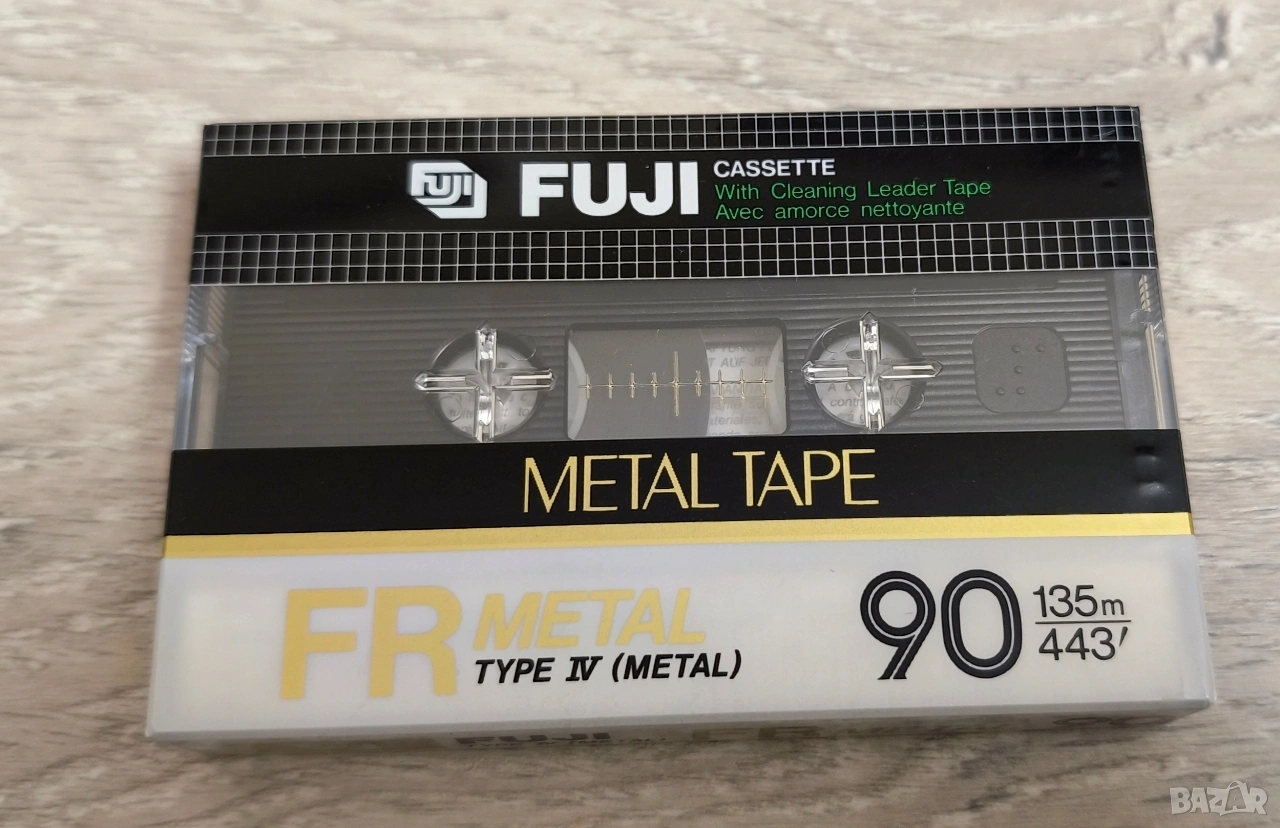 FUJI
FUJI
CASSETTE
With Cleaning Leader Tape
Avec amorce nettoyante
METAL TAPE
FR METAL
TYPE IV (METAL)
90
135m
443'
FUJI
BAZAR